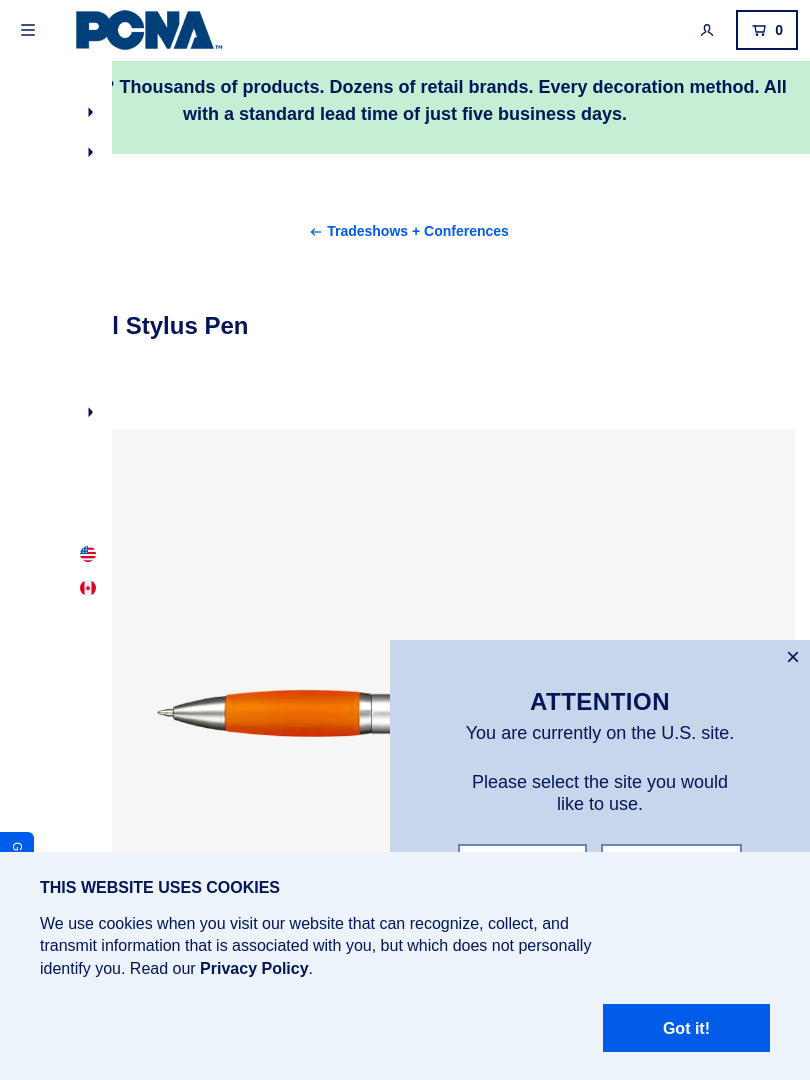 PCNA™
0
? Thousands of products. Dozens of retail brands. Every decoration method. All
with a standard lead time of just five business days.
Tradeshows + Conferences
l Stylus Pen
ATTENTION
You are currently on the U.S. site.
Please select the site you would
like to use.
G
THIS WEBSITE USES COOKIES
We use cookies when you visit our website that can recognize, collect, and
transmit information that is associated with you, but which does not personally
identify you. Read our Privacy Policy.
Got it!